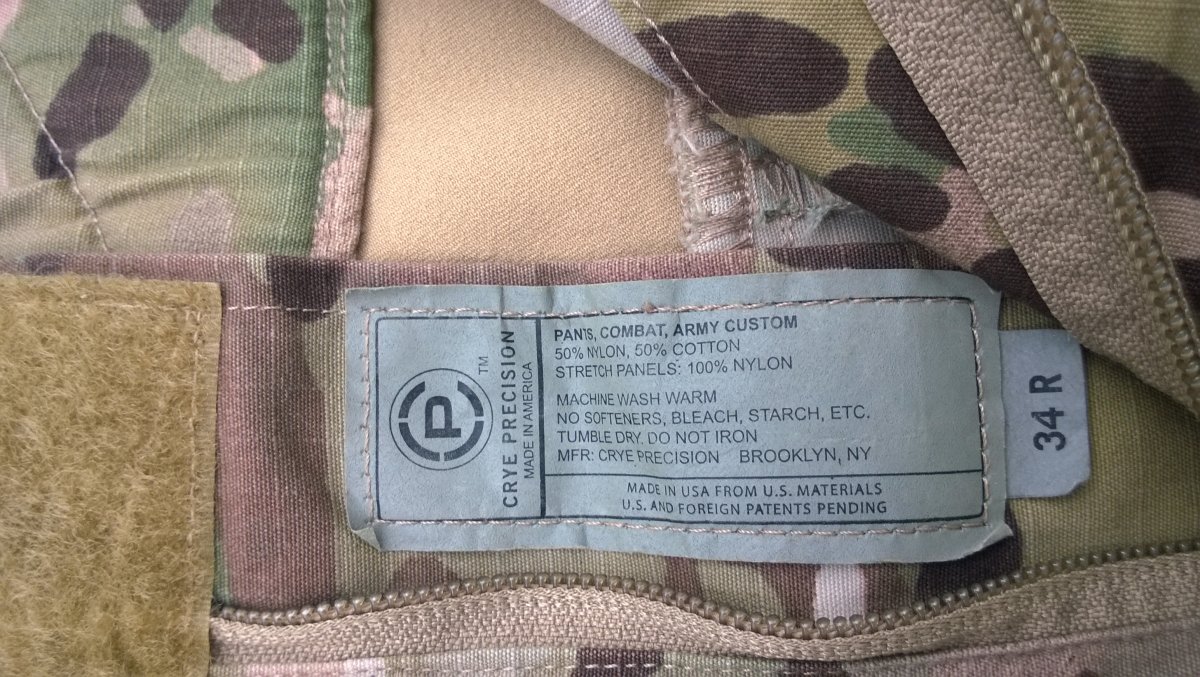 P
TM
CRYE PRECISION
MADE IN AMERICA
PANTS, COMBAT, ARMY CUSTOM
50% NYLON, 50% COTTON
STRETCH PANELS: 100% NYLON
MACHINE WASH WARM
NO SOFTENERS, BLEACH, STARCH, ETC.
TUMBLE DRY. DO NOT IRON
MFR: CRYE PRECISION BROOKLYN, NY
MADE IN USA FROM U.S. MATERIALS
U.S. AND FOREIGN PATENTS PENDING
34 R